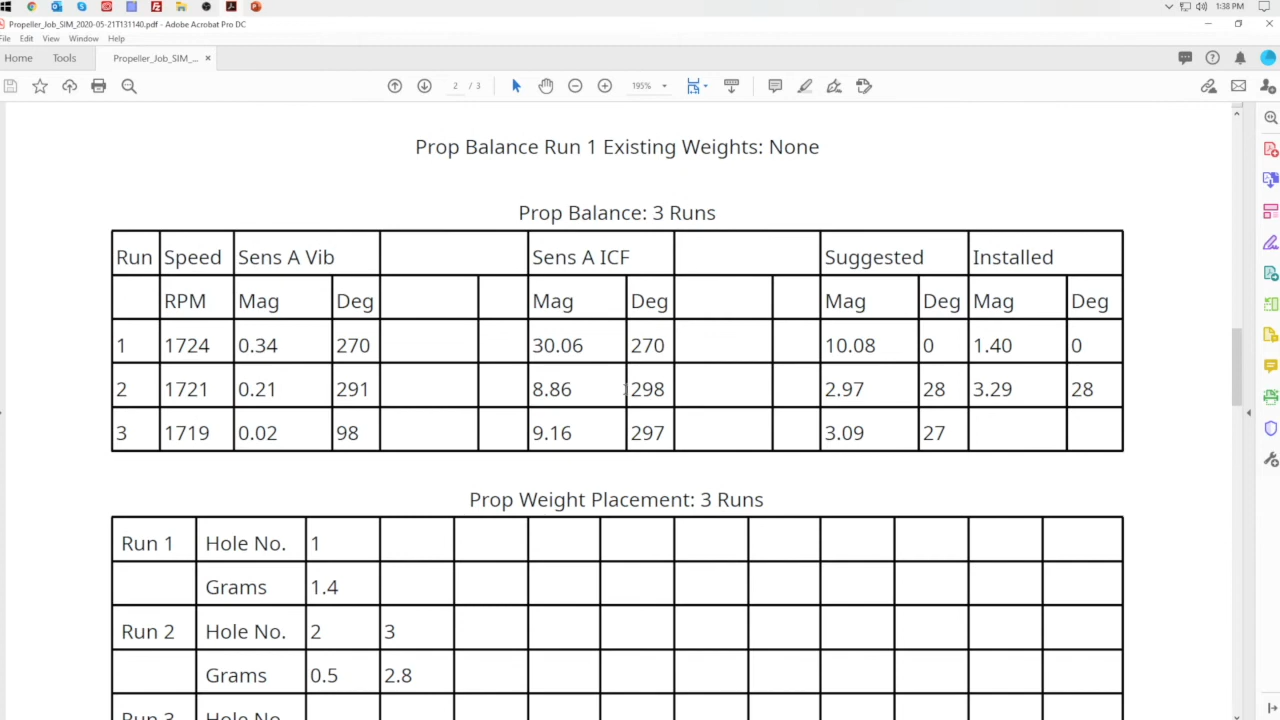 1:38 PM
Propeller_Job_SIM_2020-05-21T131140.pdf - Adobe Acrobat Pro DC
File Edit View Window Help
Home Tools Propeller_Job_SIM_... ×
2 / 3 195%
Prop Balance Run 1 Existing Weights: None
Prop Balance: 3 Runs
Run Speed Sens A Vib Sens A ICF Suggested Installed
RPM Mag Deg Mag Deg Mag Deg Mag Deg
1 1724 0.34 270 30.06 270 10.08 0 1.40 0
2 1721 0.21 291 8.86 298 2.97 28 3.29 28
3 1719 0.02 98 9.16 297 3.09 27
Prop Weight Placement: 3 Runs
Run 1 Hole No. 1
Grams 1.4
Run 2 Hole No. 2 3
Grams 0.5 2.8
Run 3 Hole No.